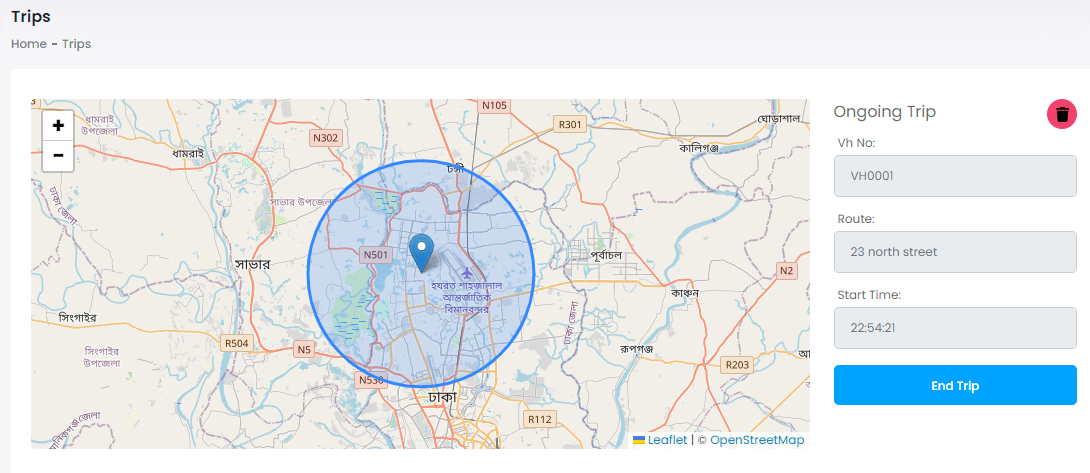 Trips
Home - Trips
+
−
N105
R301
ঘোড়াশাল
ধামরাই
উপজেলা
N302
কালিগঞ্জ
ধামরাই
টঙ্গী
ঢাকা জেলা
সাভার উপজেলা
N501
পূর্বাচল
সাভার
N2
হযরত শাহজালাল
আন্তর্জাতিক
বিমানবন্দর
কাঞ্চন
সিংগাইর
ঢাকা জেলা
R504
N5
রূপগঞ্জ
সিংগাইর
উপজেলা
R203
N530
ঢাকা
R112
Leaflet | © OpenStreetMap
Ongoing Trip
Vh No:
VH0001
Route:
23 north street
Start Time:
22:54:21
End Trip